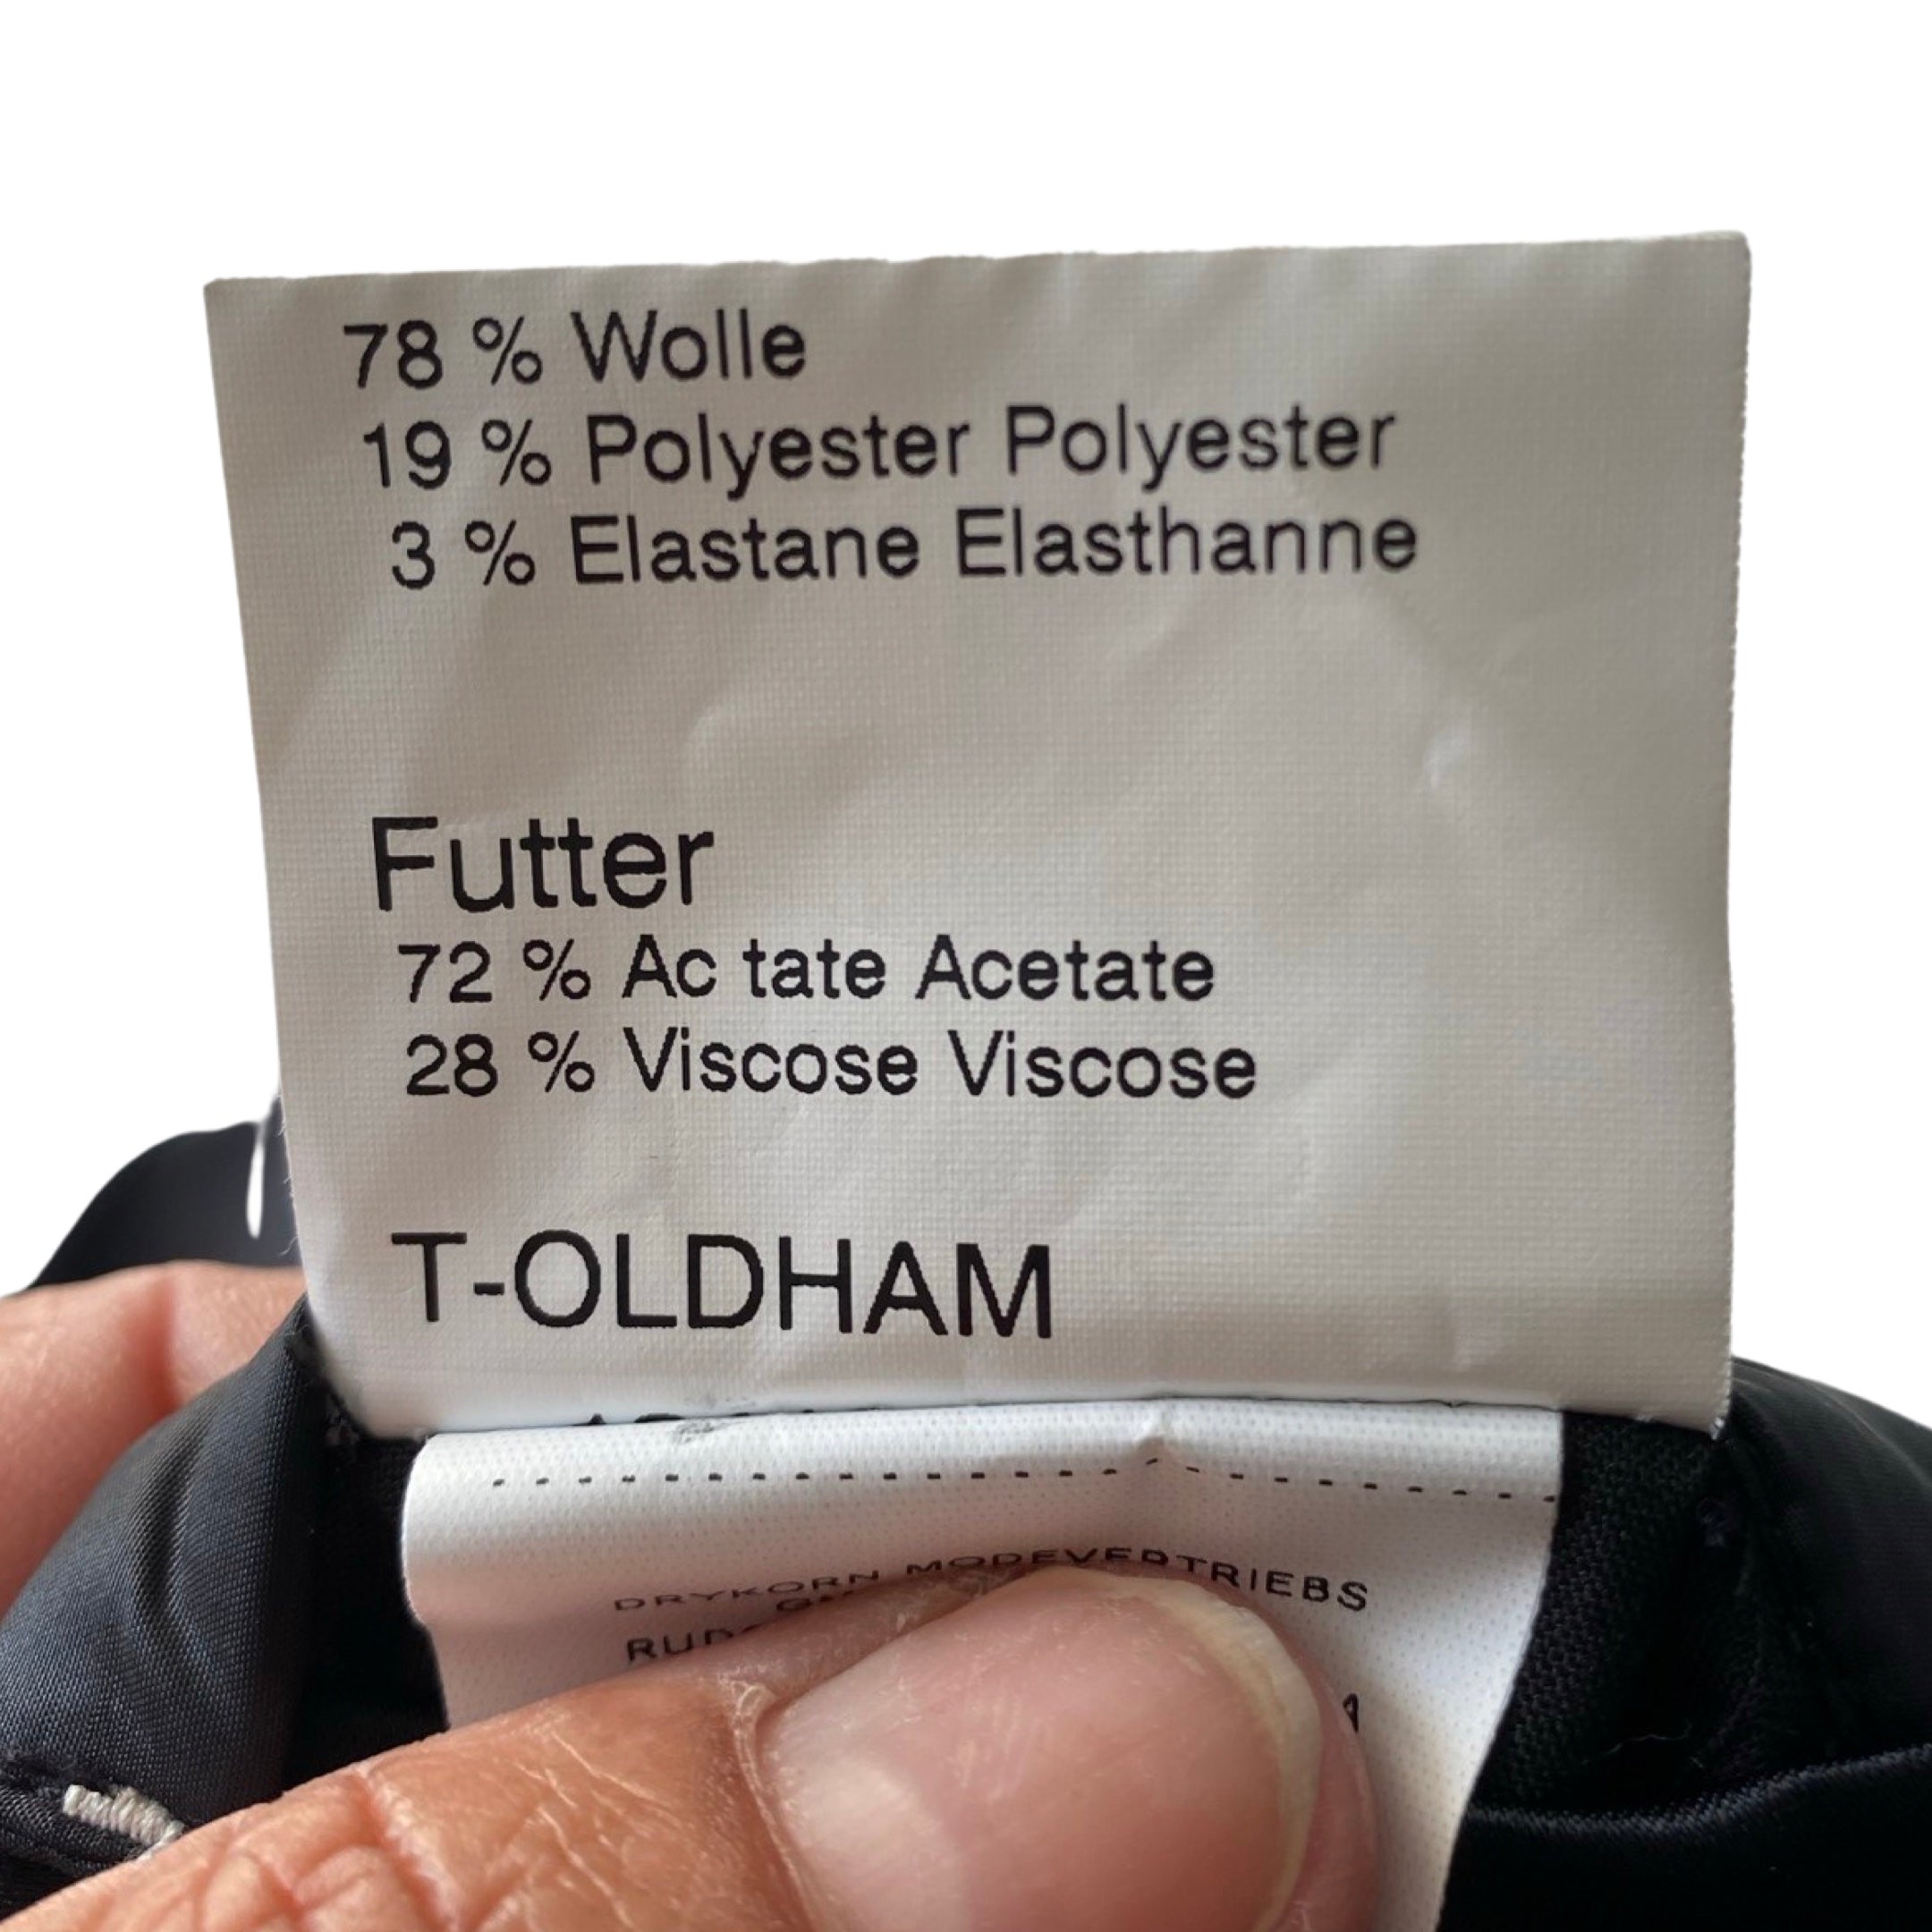 78 % Wolle
19 % Polyester Polyester
3 % Elastane Elasthanne
Futter
72 % Ac tate Acetate
28 % Viscose Viscose
T-OLDHAM
DRYKORN MODEVERTRIEBS